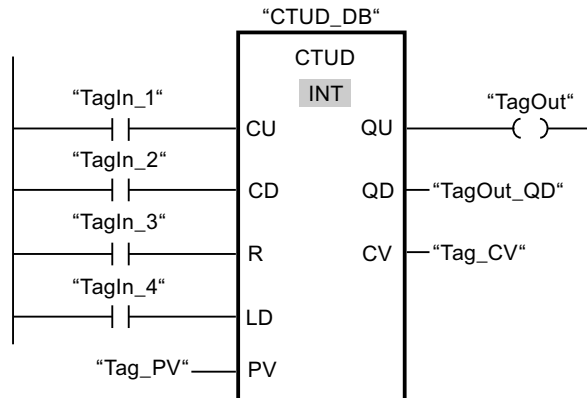 “CTUD_DB“
CTUD
INT
“TagIn_1“ CU QU “TagOut“
“TagIn_2“ CD QD “TagOut_QD“
“TagIn_3“ R CV “Tag_CV“
“TagIn_4“ LD
“Tag_PV“ PV